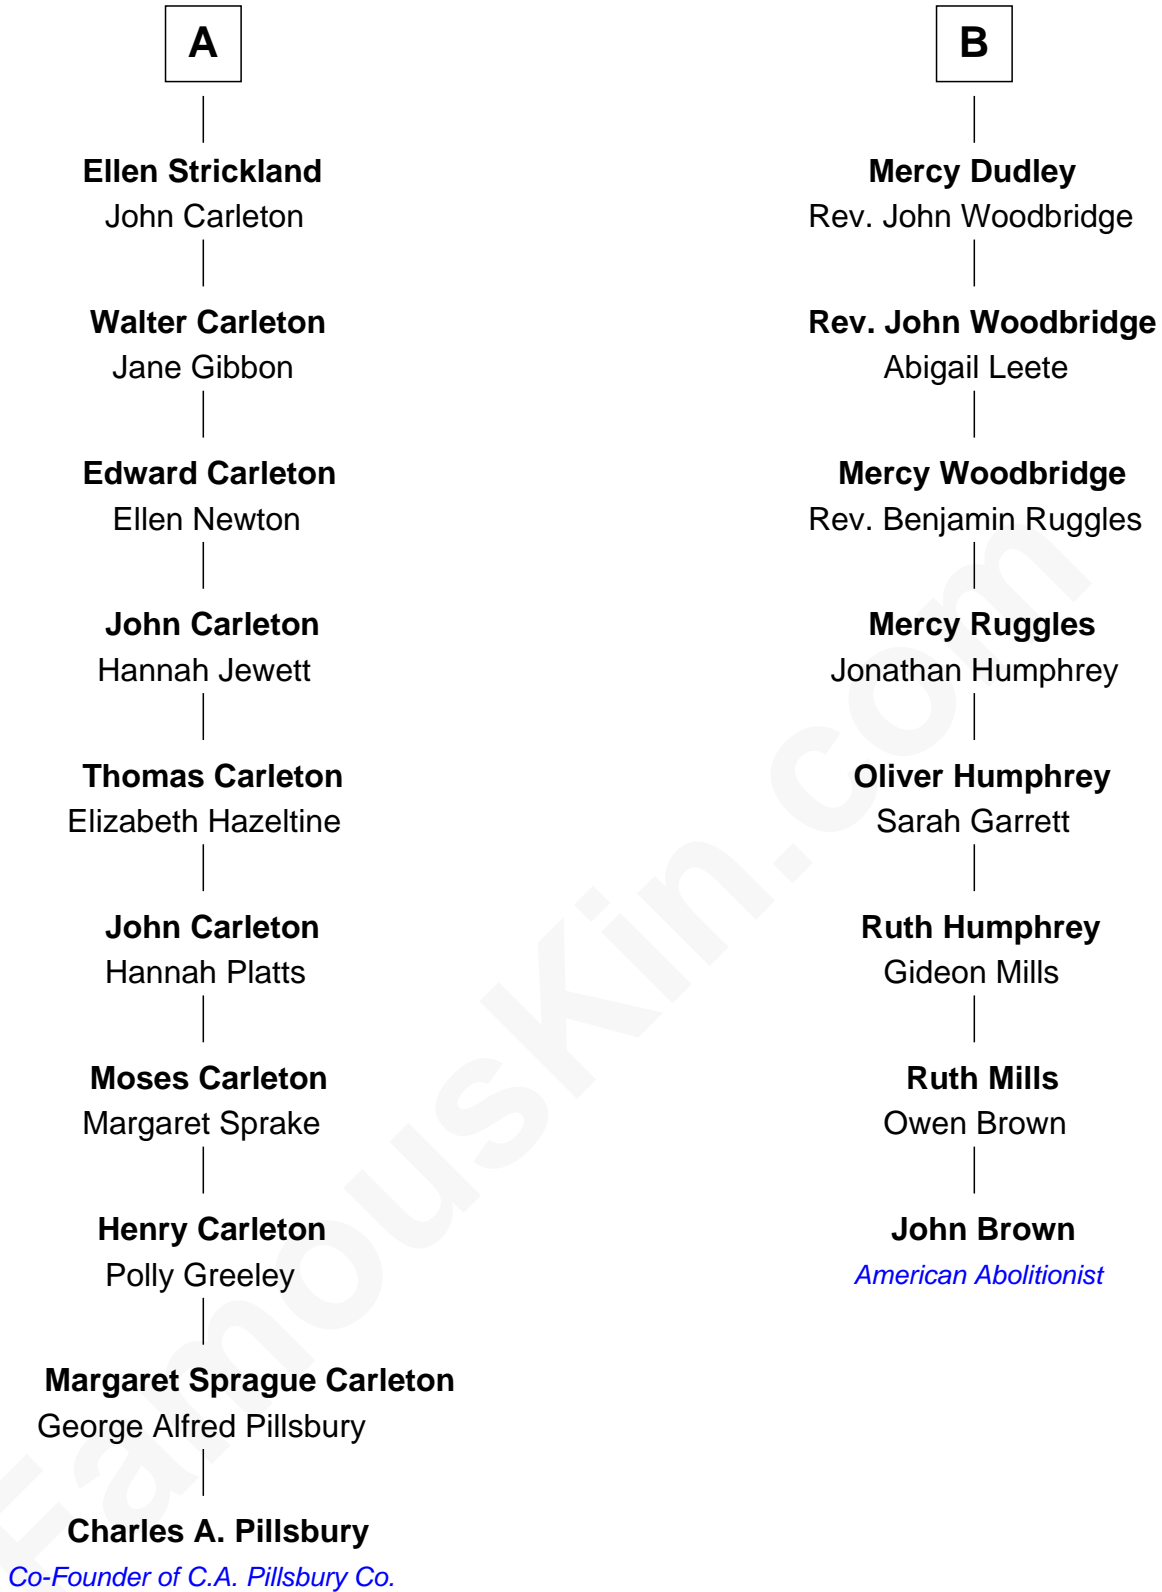 A
Ellen Strickland
John Carleton
Walter Carleton
Jane Gibbon
Edward Carleton
Ellen Newton
John Carleton
Hannah Jewett
Thomas Carleton
Elizabeth Hazeltine
John Carleton
Hannah Platts
Moses Carleton
Margaret Sprake
Henry Carleton
Polly Greeley
Margaret Sprague Carleton
George Alfred Pillsbury
Charles A. Pillsbury
Co-Founder of C.A. Pillsbury Co.
B
Mercy Dudley
Rev. John Woodbridge
Rev. John Woodbridge
Abigail Leete
Mercy Woodbridge
Rev. Benjamin Ruggles
Mercy Ruggles
Jonathan Humphrey
Oliver Humphrey
Sarah Garrett
Ruth Humphrey
Gideon Mills
Ruth Mills
Owen Brown
John Brown
American Abolitionist
FamousKin.com